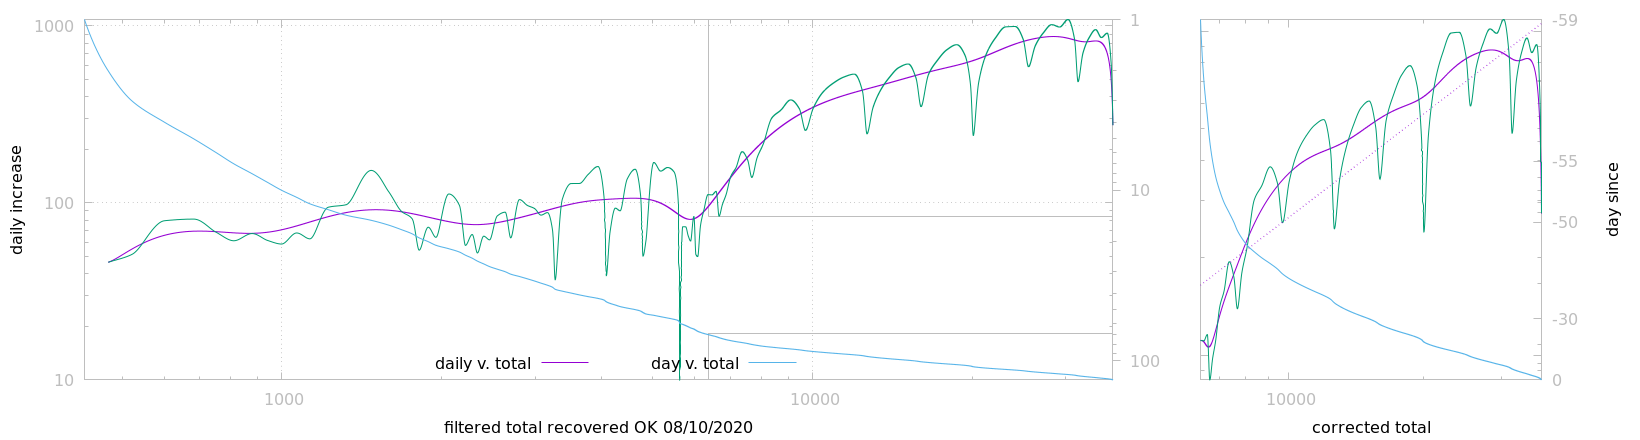 1000
100
10
daily increase
1000
10000
1
10
100
daily v. total
day v. total
filtered total recovered OK 08/10/2020
-59
-55
-50
-30
0
day since
10000
corrected total